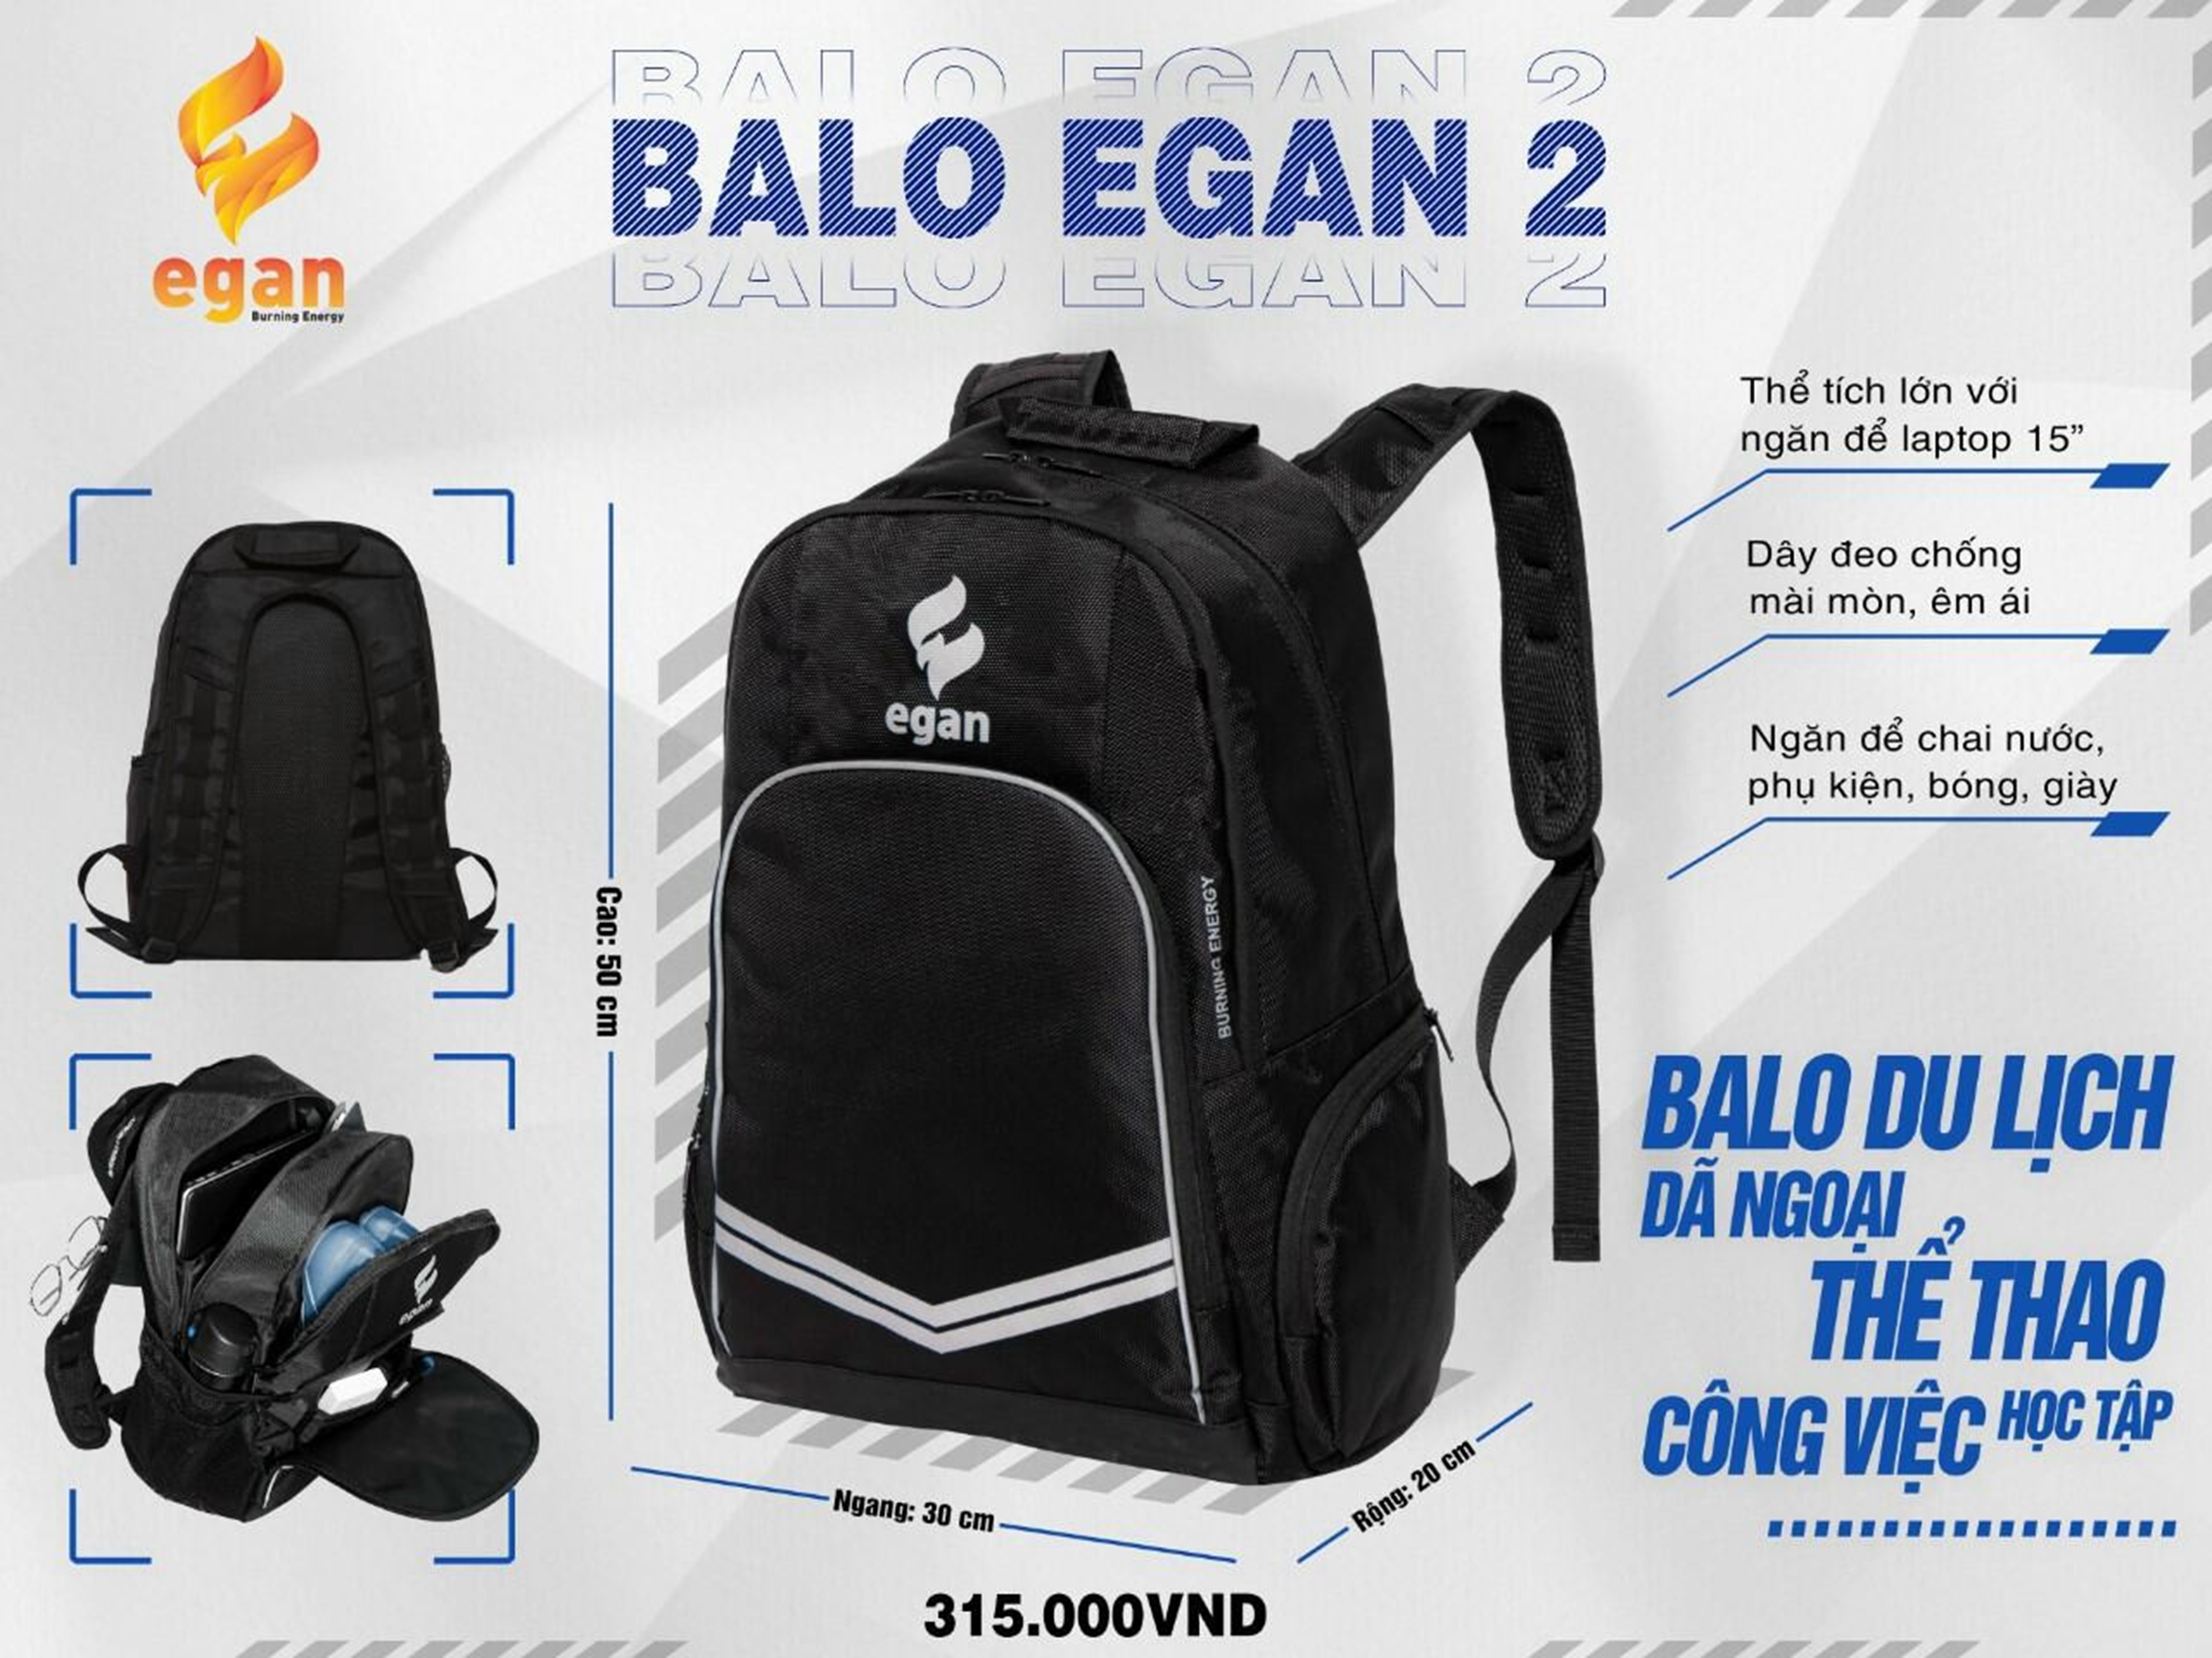 egan
Burning Energy
BALO EGAN 2
BALO EGAN 2
BALO EGAN 2
Thể tích lớn với
ngăn để laptop 15”
Dây đeo chống
mài mòn, êm ái
Ngăn để chai nước,
phụ kiện, bóng, giày
egan
BURNING ENERGY
Cao: 50 cm
egan
BALO DU LỊCH
DÃ NGOẠI
THỂ THAO
CÔNG VIỆC HỌC TẬP
Ngang: 30 cm
Rộng: 20 cm
315.000VND